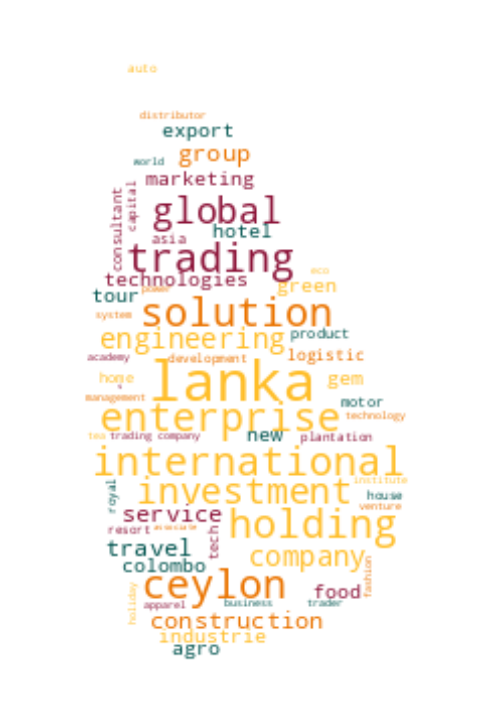 auto
distributor
export
world group
marketing
consultant
capital
global
hotel
asia
trading
eco
technologies
power green
tour
system solution
engineering product
academy development logistic
home lanka gem
s
management motor
enterprise technology
tea trading company new plantation
international
institute
royal investment house
venture
service
resort associate tech holding
travel
colombo company
fashion
ceylon
holiday food
apparel business trader
construction
industrie
agro